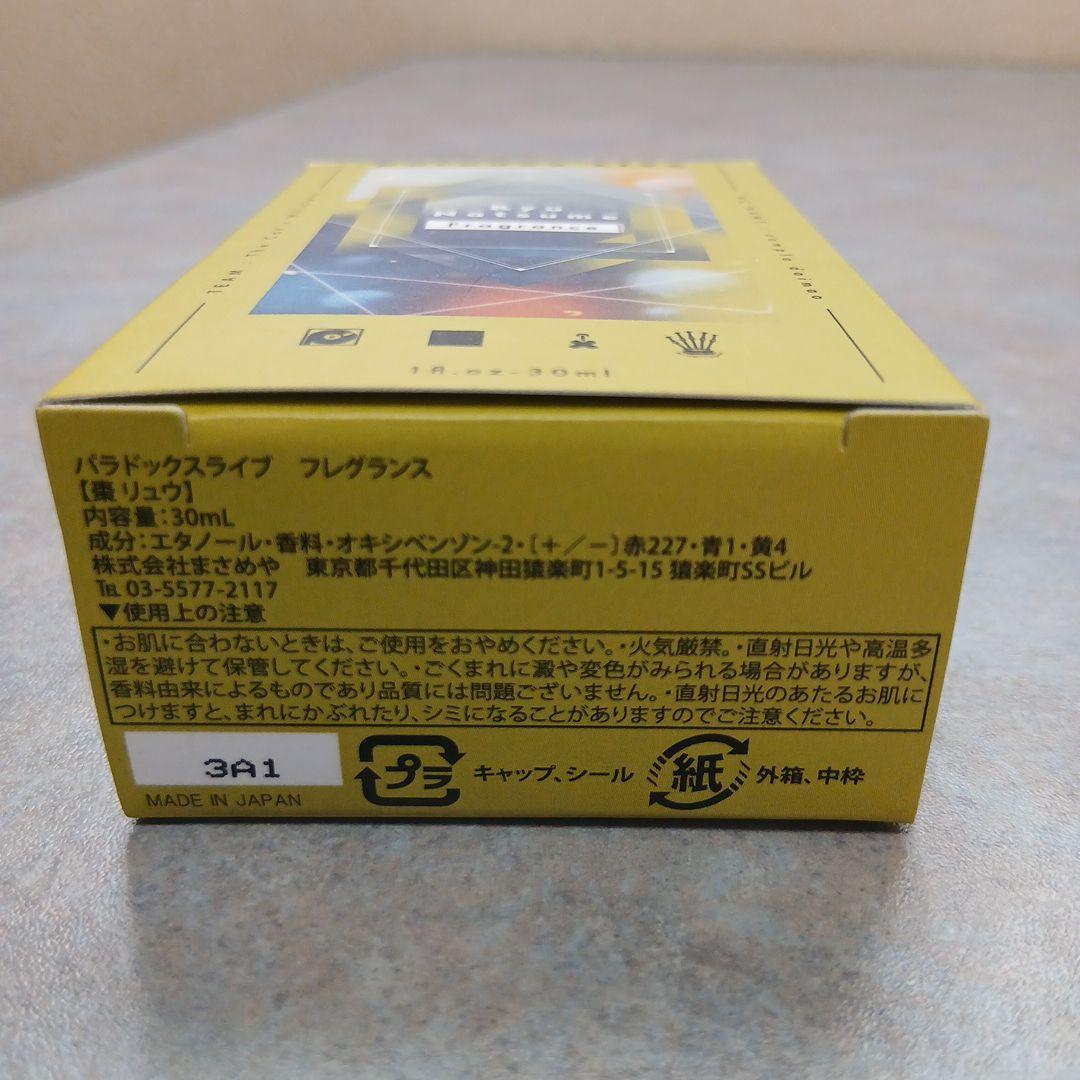 Ryu
Natsume
Fragrance
TEAM The Cat's Whiskers
1fl.oz-30ml
パラドックスライブ　フレグランス
【棗 リュウ】
内容量：30mL
成分：エタノール・香料・オキシベンゾン-2・（＋／－）赤227・青1・黄4
株式会社まさめや　東京都千代田区神田猿楽町1-5-15 猿楽町SSビル
℡ 03-5577-2117
▼使用上の注意
・お肌に合わないときは、ご使用をおやめください。・火気厳禁。・直射日光や高温多
湿を避けて保管してください。・ごくまれに澱や変色がみられる場合がありますが、
香料由来によるものであり品質には問題ございません。・直射日光のあたるお肌に
つけますと、まれにかぶれたり、シミになることがありますのでご注意ください。
3A1
MADE IN JAPAN
プラ
キャップ、シール
紙
外箱、中枠